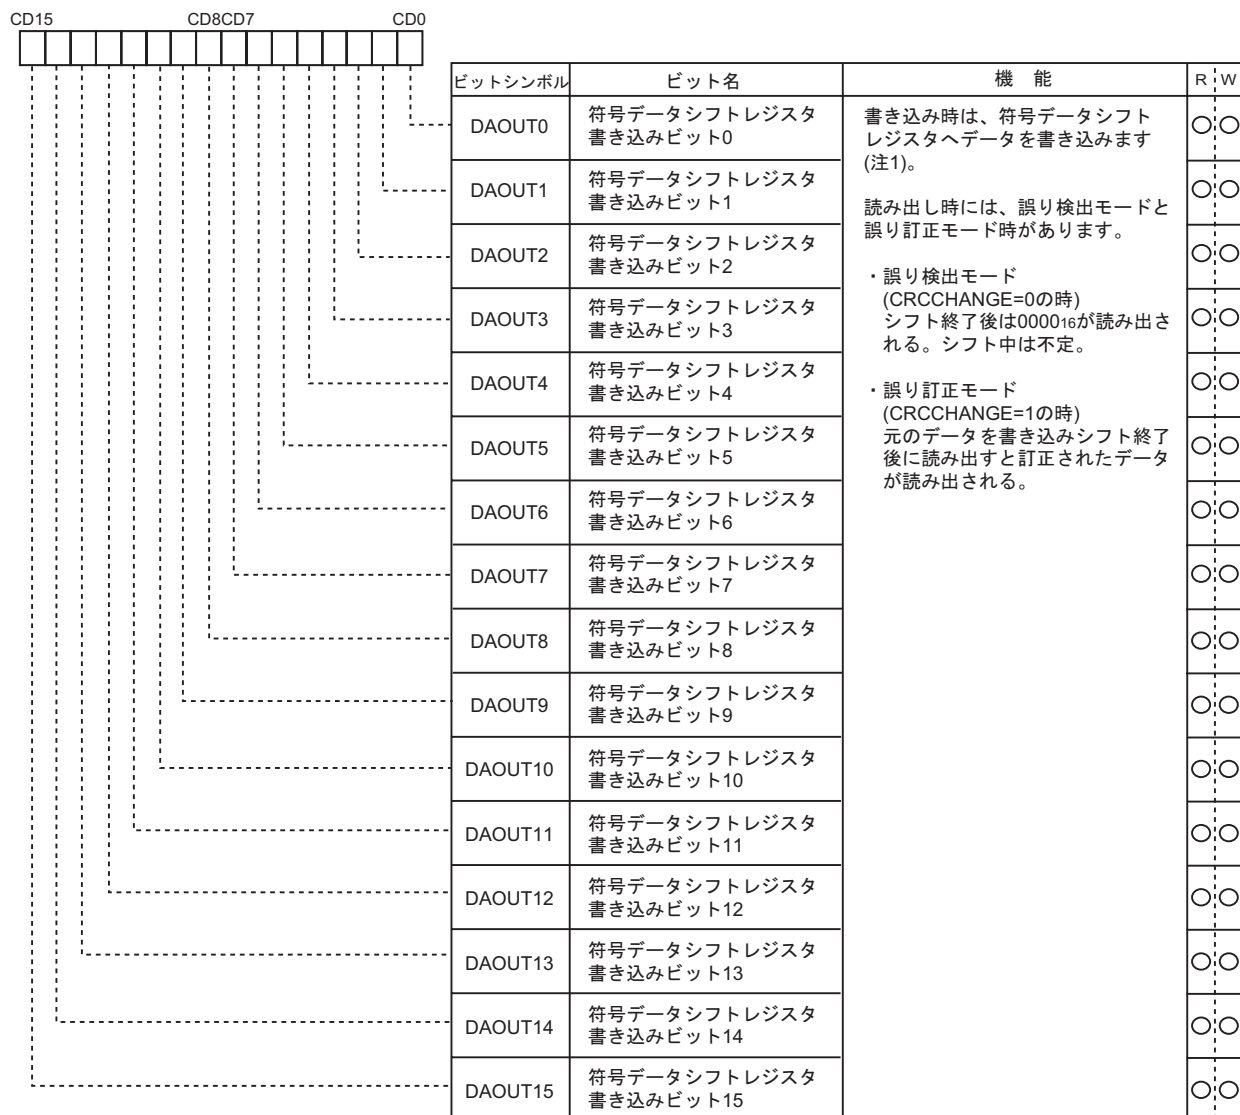 CD15 CD8CD7 CD0
ビットシンボル ビット名 機 能 R W
DAOUT0 符号データシフトレジスタ
書き込みビット0
書き込み時は、符号データシフト
レジスタへデータを書き込みます
(注1)。
読み出し時には、誤り検出モードと
誤り訂正モード時があります。
・誤り検出モード
(CRCCHANGE=0の時)
シフト終了後は000016が読み出さ
れる。シフト中は不定。
・誤り訂正モード
(CRCCHANGE=1の時)
元のデータを書き込みシフト終了
後に読み出すと訂正されたデータ
が読み出される。
○ ○
DAOUT1 符号データシフトレジスタ
書き込みビット1
○ ○
DAOUT2 符号データシフトレジスタ
書き込みビット2
○ ○
DAOUT3 符号データシフトレジスタ
書き込みビット3
○ ○
DAOUT4 符号データシフトレジスタ
書き込みビット4
○ ○
DAOUT5 符号データシフトレジスタ
書き込みビット5
○ ○
DAOUT6 符号データシフトレジスタ
書き込みビット6
○ ○
DAOUT7 符号データシフトレジスタ
書き込みビット7
○ ○
DAOUT8 符号データシフトレジスタ
書き込みビット8
○ ○
DAOUT9 符号データシフトレジスタ
書き込みビット9
○ ○
DAOUT10 符号データシフトレジスタ
書き込みビット10
○ ○
DAOUT11 符号データシフトレジスタ
書き込みビット11
○ ○
DAOUT12 符号データシフトレジスタ
書き込みビット12
○ ○
DAOUT13 符号データシフトレジスタ
書き込みビット13
○ ○
DAOUT14 符号データシフトレジスタ
書き込みビット14
○ ○
DAOUT15 符号データシフトレジスタ
書き込みビット15
○ ○